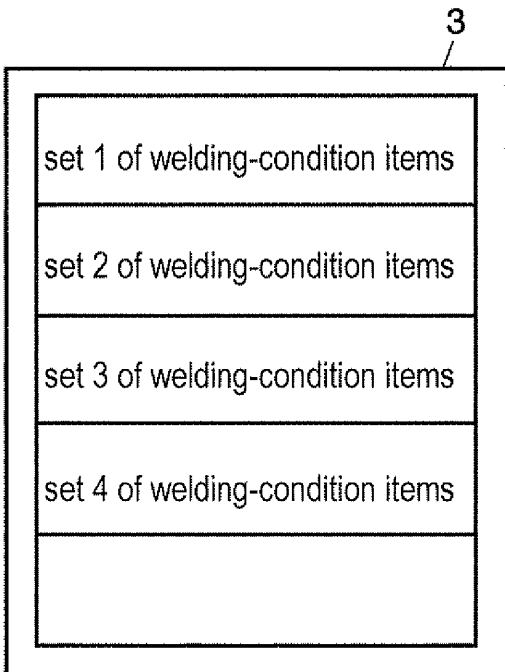 3
set 1 of welding-condition items
set 2 of welding-condition items
set 3 of welding-condition items
set 4 of welding-condition items